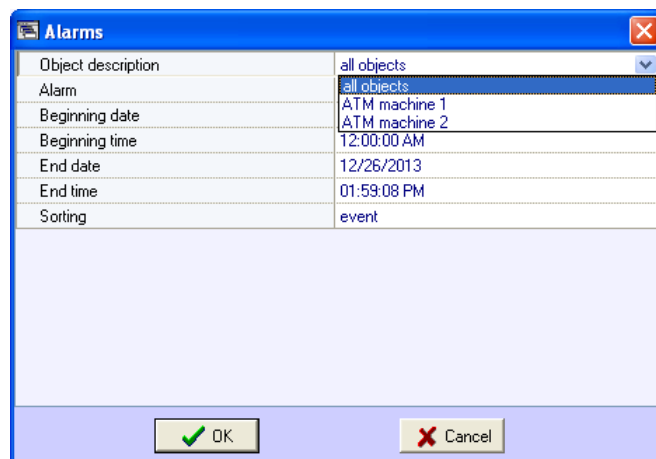 Alarms
Object description all objects
Alarm all objects
ATM machine 1
Beginning date ATM machine 2
Beginning time 12:00:00 AM
End date 12/26/2013
End time 01:59:08 PM
Sorting event
OK Cancel